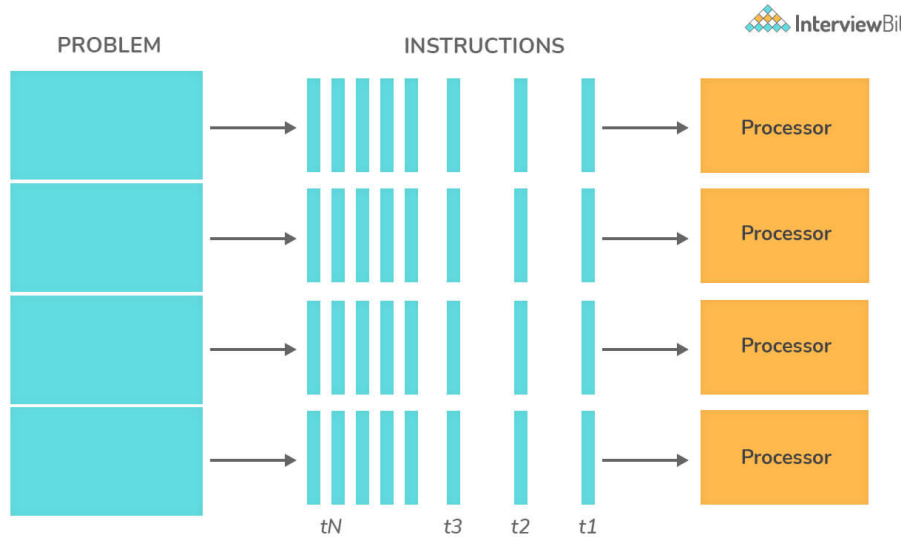 InterviewBit
PROBLEM
INSTRUCTIONS
Processor
Processor
Processor
Processor
tN
t3
t2
t1